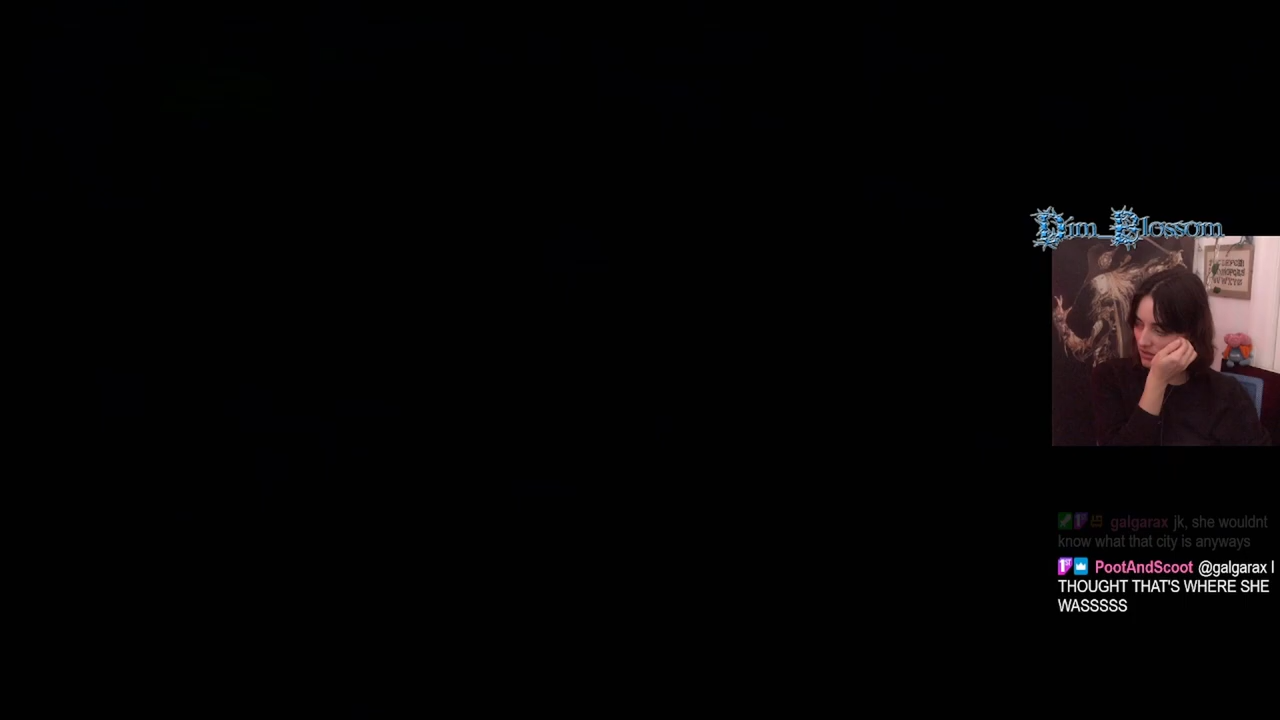 Dim_Blossom
galgarax jk, she wouldnt
know what that city is anyways
PootAndScoot @galgarax I
THOUGHT THAT'S WHERE SHE
WASSSSS